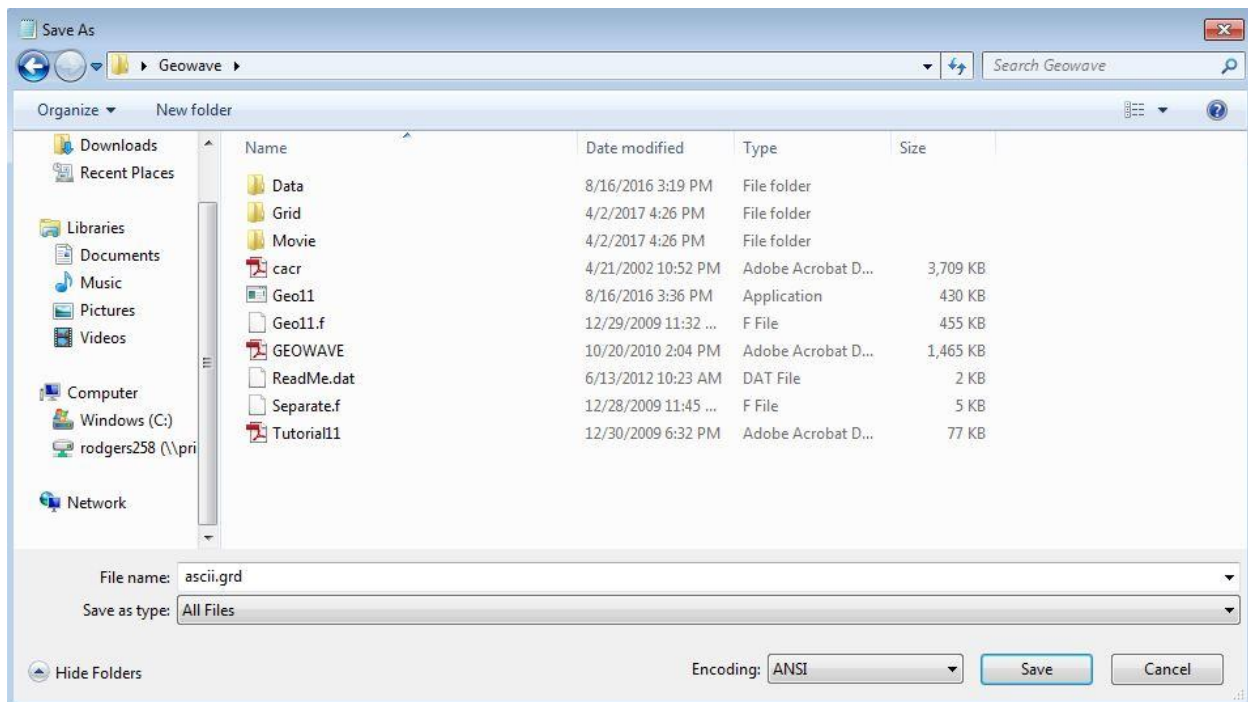 Save As
Geowave
Search Geowave
Organize New folder
Name Date modified Type Size
Downloads
Recent Places
Libraries
Documents
Music
Pictures
Videos
Computer
Windows (C:)
rodgers258 (\\pri
Network
Data 8/16/2016 3:19 PM File folder
Grid 4/2/2017 4:26 PM File folder
Movie 4/2/2017 4:26 PM File folder
cacr 4/21/2002 10:52 PM Adobe Acrobat D... 3,709 KB
Geo11 8/16/2016 3:36 PM Application 430 KB
Geo11.f 12/29/2009 11:32 ... F File 455 KB
GEOWAVE 10/20/2010 2:04 PM Adobe Acrobat D... 1,465 KB
ReadMe.dat 6/13/2012 10:23 AM DAT File 2 KB
Separate.f 12/28/2009 11:45 ... F File 5 KB
Tutorial11 12/30/2009 6:32 PM Adobe Acrobat D... 77 KB
File name: ascii.grd
Save as type: All Files
Hide Folders Encoding: ANSI Save Cancel